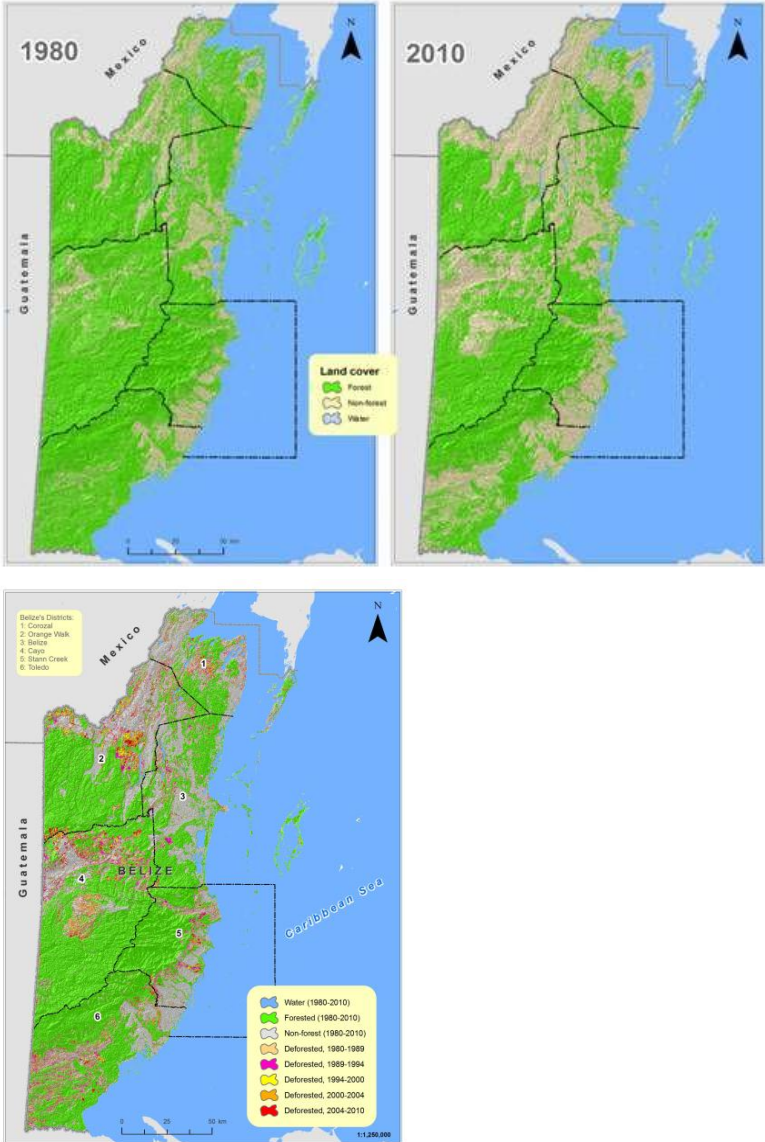 1980
Mexico
N
Guatemala
Land cover
Forest
Non-forest
Water
2010
Mexico
N
Guatemala
Belize's Districts:
1: Corozal
2: Orange Walk
3: Belize
4: Cayo
5: Stann Creek
6: Toledo
Mexico
N
1
2
3
Guatemala
BELIZE
4
Caribbean Sea
5
6
Water (1980-2010)
Forested (1980-2010)
Non-forest (1980-2010)
Deforested, 1980-1989
Deforested, 1989-1994
Deforested, 1994-2000
Deforested, 2000-2004
Deforested, 2004-2010
0 25 50 km
1:1,250,000